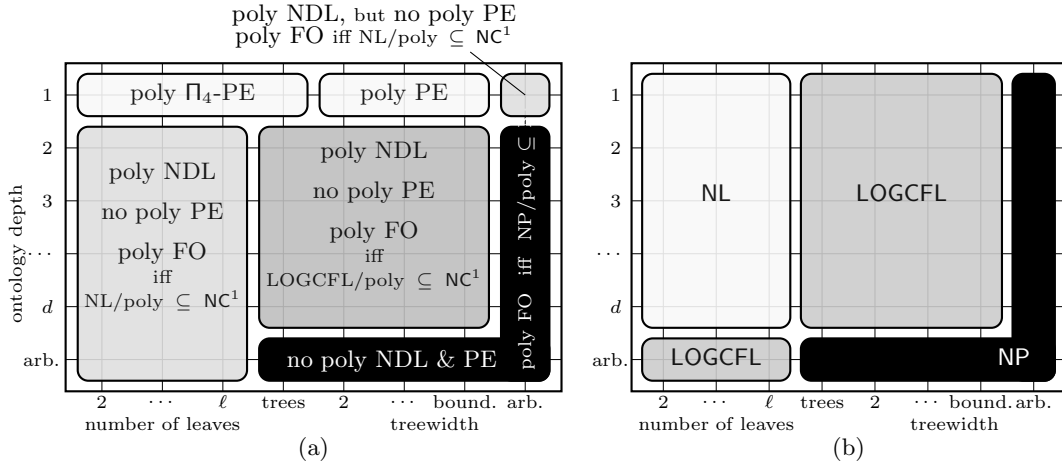 poly NDL, but no poly PE
poly FO iff NL/poly ⊆ NC¹
1
poly Π₄-PE
poly PE
2
poly NDL
no poly PE
poly FO
iff
NL/poly ⊆ NC¹
poly NDL
no poly PE
poly FO
iff
LOGCFL/poly ⊆ NC¹
poly FO iff NP/poly ⊆
3
···
d
arb.
no poly NDL & PE
ontology depth
2
···
ℓ
trees
2
···
bound.
arb.
number of leaves
treewidth
(a)
1
2
3
···
d
arb.
NL
LOGCFL
LOGCFL
NP
2
···
ℓ
trees
2
···
bound.
arb.
number of leaves
treewidth
(b)